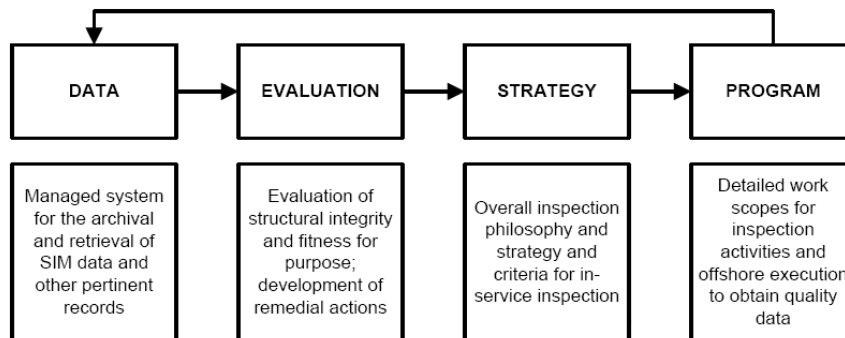 DATA
EVALUATION
STRATEGY
PROGRAM
Managed system
for the archival
and retrieval of
SIM data and
other pertinent
records
Evaluation of
structural integrity
and fitness for
purpose;
development of
remedial actions
Overall inspection
philosophy and
strategy and
criteria for in-
service inspection
Detailed work
scopes for
inspection
activities and
offshore execution
to obtain quality
data